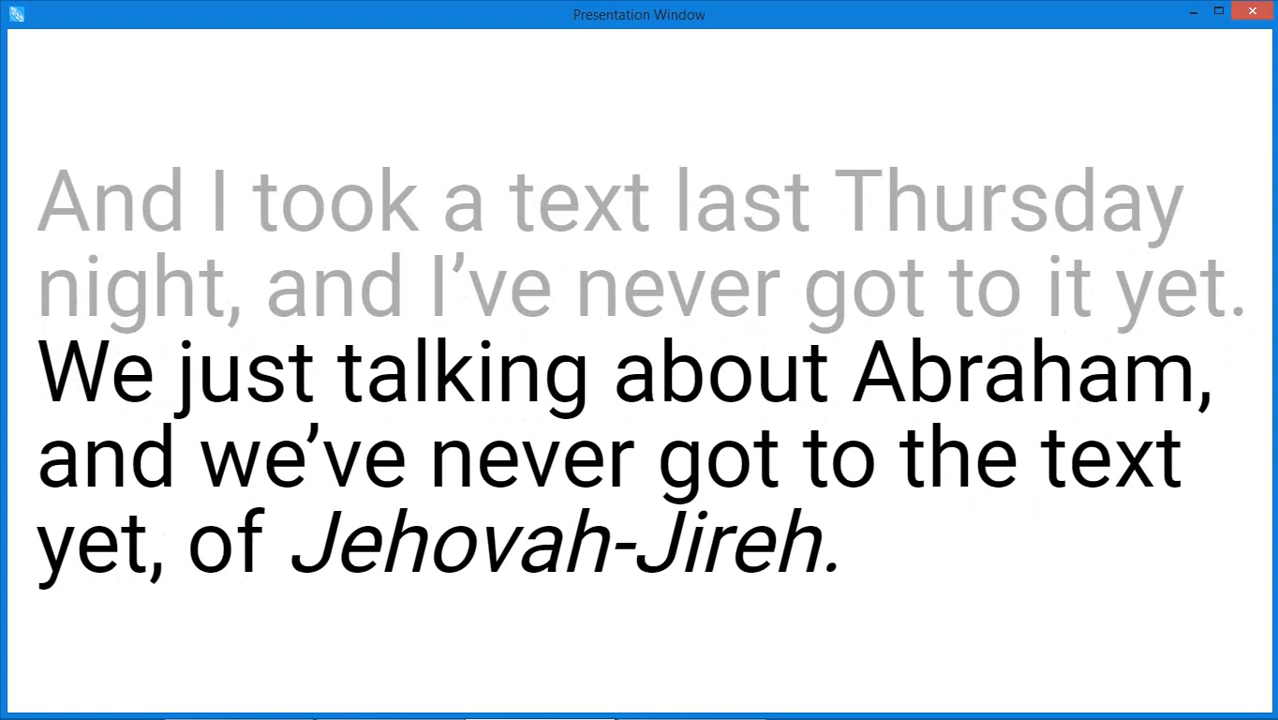 Presentation Window
And I took a text last Thursday
night, and I’ve never got to it yet.
We just talking about Abraham,
and we’ve never got to the text
yet, of Jehovah-Jireh.